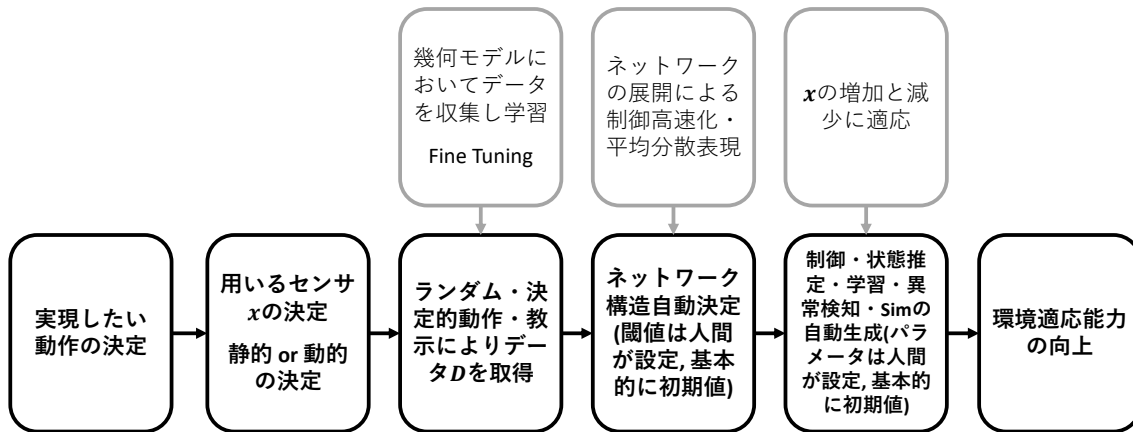 幾何モデルに
おいてデータ
を収集し学習
Fine Tuning
ネットワーク
の展開による
制御高速化・
平均分散表現
xの増加と減
少に適応
実現したい
動作の決定
用いるセンサ
xの決定
静的 or 動的
の決定
ランダム・決
定的動作・教
示によりデー
タDを取得
ネットワーク
構造自動決定
(閾値は人間
が設定, 基本
的に初期値)
制御・状態推
定・学習・異
常検知・Simの
自動生成(パラ
メータは人間
が設定, 基本的
に初期値)
環境適応能力
の向上